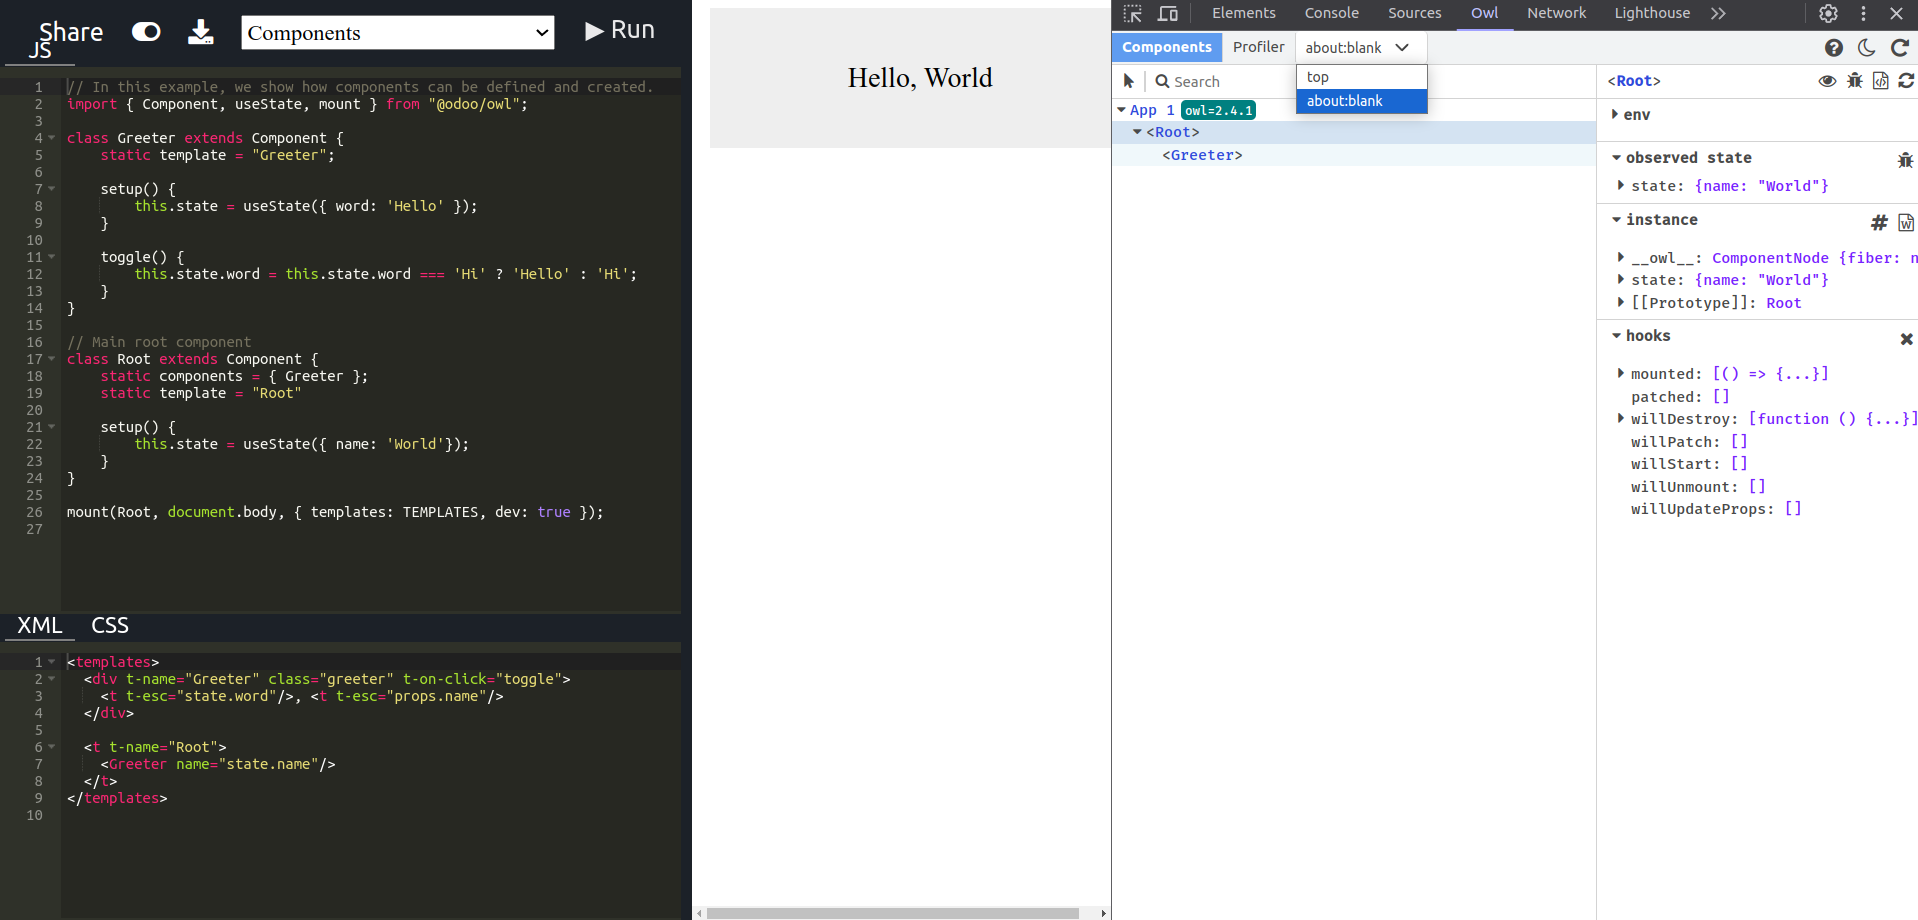 Share
JS
Components
Run
1 // In this example, we show how components can be defined and created.
2 import { Component, useState, mount } from "@odoo/owl";
3
4 class Greeter extends Component {
5     static template = "Greeter";
6
7     setup() {
8         this.state = useState({ word: 'Hello' });
9     }
10
11     toggle() {
12         this.state.word = this.state.word === 'Hi' ? 'Hello' : 'Hi';
13     }
14 }
15
16 // Main root component
17 class Root extends Component {
18     static components = { Greeter };
19     static template = "Root"
20
21     setup() {
22         this.state = useState({ name: 'World'});
23     }
24 }
25
26 mount(Root, document.body, { templates: TEMPLATES, dev: true });
27
XML CSS
1 <templates>
2   <div t-name="Greeter" class="greeter" t-on-click="toggle">
3     <t t-esc="state.word"/>, <t t-esc="props.name"/>
4   </div>
5
6   <t t-name="Root">
7     <Greeter name="state.name"/>
8   </t>
9 </templates>
10
Hello, World
Elements Console Sources Owl Network Lighthouse
Components Profiler about:blank
top
about:blank
Search
App 1 owl=2.4.1
<Root>
<Greeter>
<Root>
env
observed state
state: {name: "World"}
instance
__owl__: ComponentNode {fiber: n
state: {name: "World"}
[[Prototype]]: Root
hooks
mounted: [() => {...}]
patched: []
willDestroy: [function () {...}]
willPatch: []
willStart: []
willUnmount: []
willUpdateProps: []